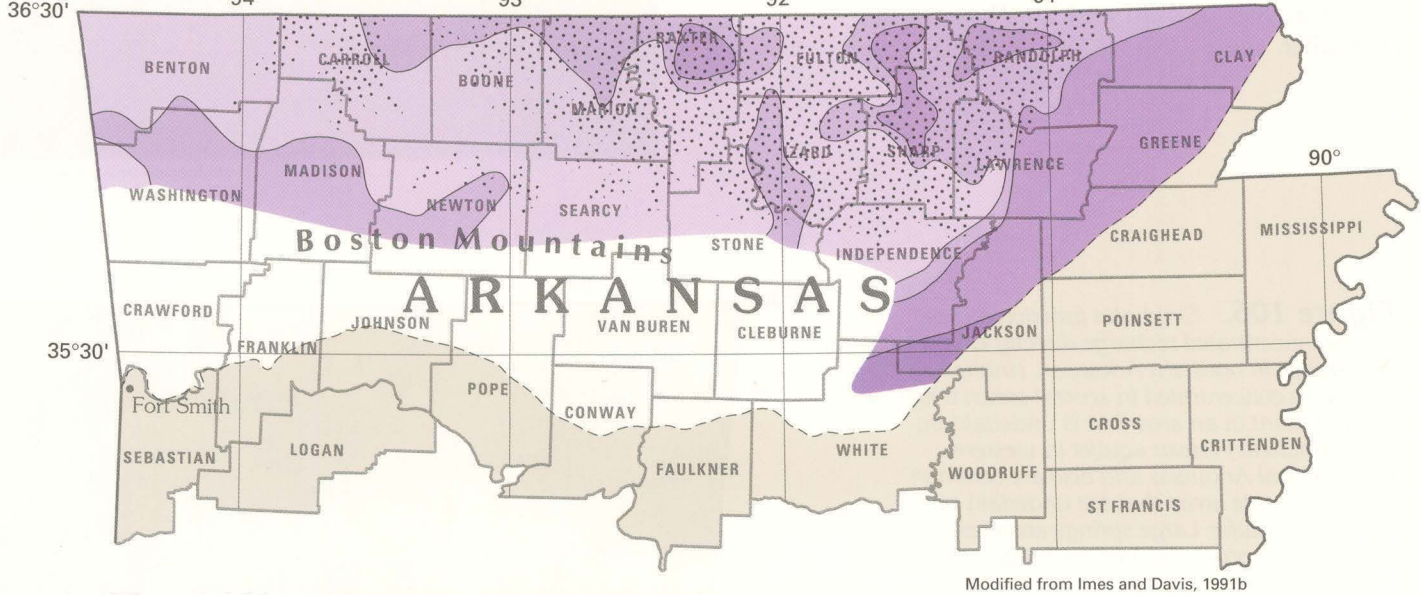 36°30'
94
93
92
91
BENTON
CARROLL
BOONE
MARION
BAXTER
FULTON
RANDOLPH
CLAY
GREENE
IZARD
SHARP
LAWRENCE
90°
WASHINGTON
MADISON
NEWTON
SEARCY
STONE
INDEPENDENCE
CRAIGHEAD
MISSISSIPPI
Boston Mountains
ARKANSAS
CRAWFORD
FRANKLIN
JOHNSON
VAN BUREN
CLEBURNE
JACKSON
POINSETT
35°30'
Fort Smith
POPE
CONWAY
CROSS
CRITTENDEN
SEBASTIAN
LOGAN
FAULKNER
WHITE
WOODRUFF
ST FRANCIS
Modified from Imes and Davis, 1991b